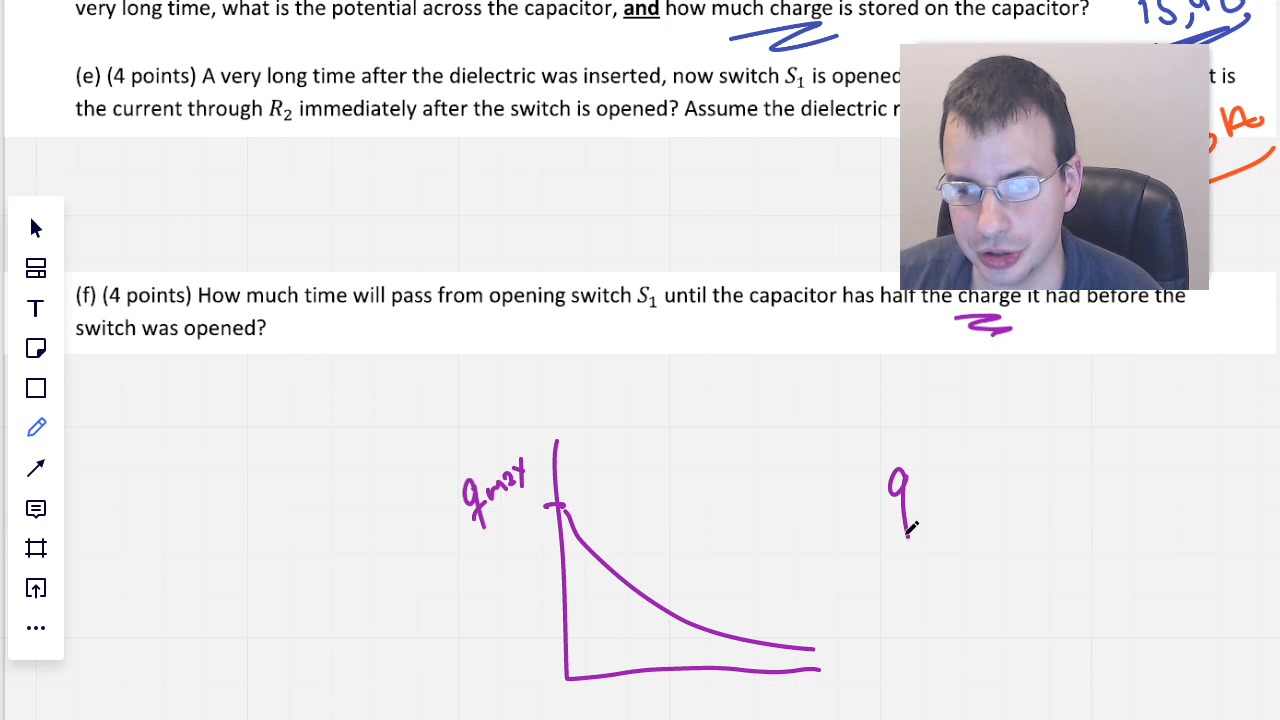 very long time, what is the potential across the capacitor, and how much charge is stored on the capacitor?
(e) (4 points) A very long time after the dielectric was inserted, now switch S₁ is opened t is
the current through R₂ immediately after the switch is opened? Assume the dielectric
(f) (4 points) How much time will pass from opening switch S₁ until the capacitor has half the charge it had before the
switch was opened?
qmax
q
T